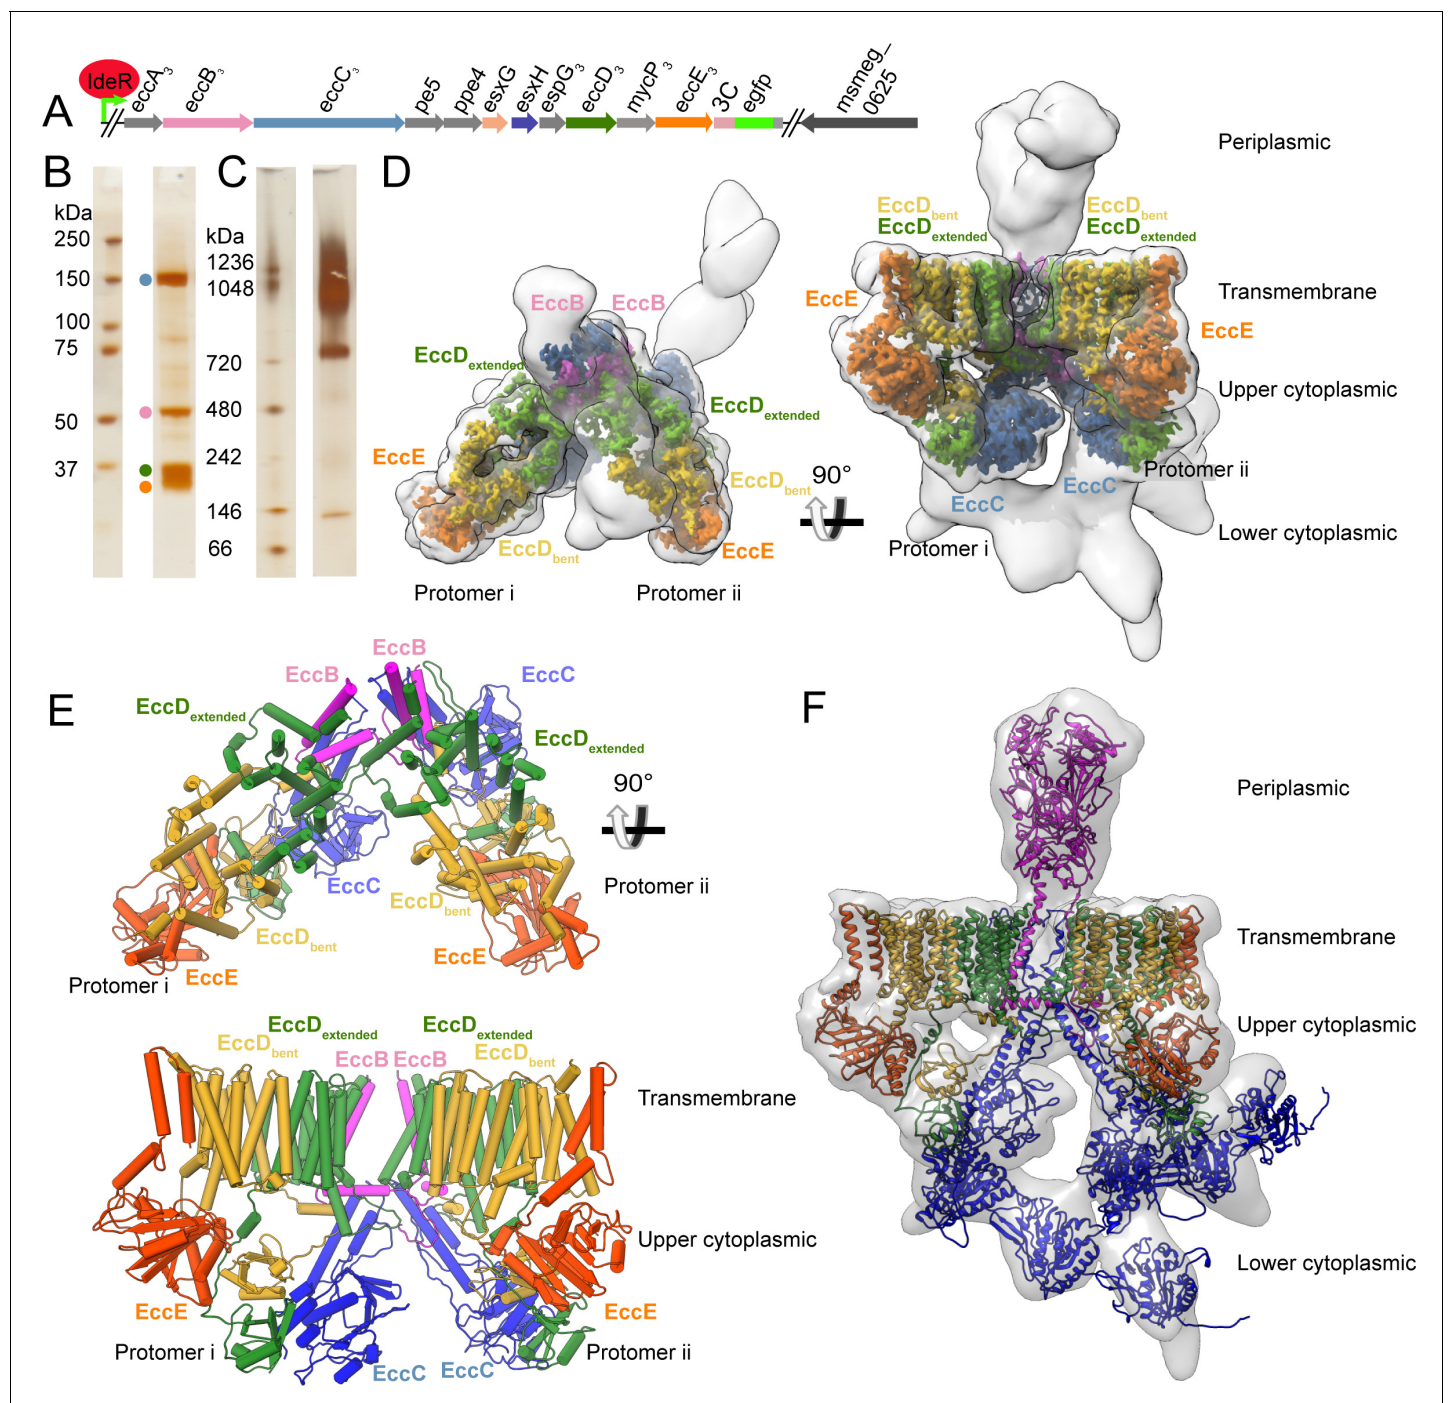 A
IdeR
eccA3
eccB3
eccC3
pe5
ppe4
esxG
esxH
espG3
eccD3
mycP3
eccE3
3C
egfp
msmeg_
0625
B
kDa
250
150
100
75
50
37
C
kDa
1236
1048
720
480
242
146
66
D
EccB
EccB
EccDextended
EccDextended
EccE
EccDbent
EccDbent
EccE
Protomer i
Protomer ii
90°
Periplasmic
EccDbent
EccDextended
EccDbent
EccDextended
EccE
Transmembrane
EccE
Upper cytoplasmic
Protomer ii
EccC
EccC
Lower cytoplasmic
Protomer i
E
EccB
EccB
EccC
EccDextended
EccDextended
90°
EccC
Protomer ii
EccDbent
EccDbent
EccE
EccE
Protomer i
EccDextended
EccDextended
EccDbent
EccB
EccB
EccDbent
Transmembrane
Upper cytoplasmic
EccE
EccE
Protomer i
Protomer ii
EccC
EccC
F
Periplasmic
Transmembrane
Upper cytoplasmic
Lower cytoplasmic